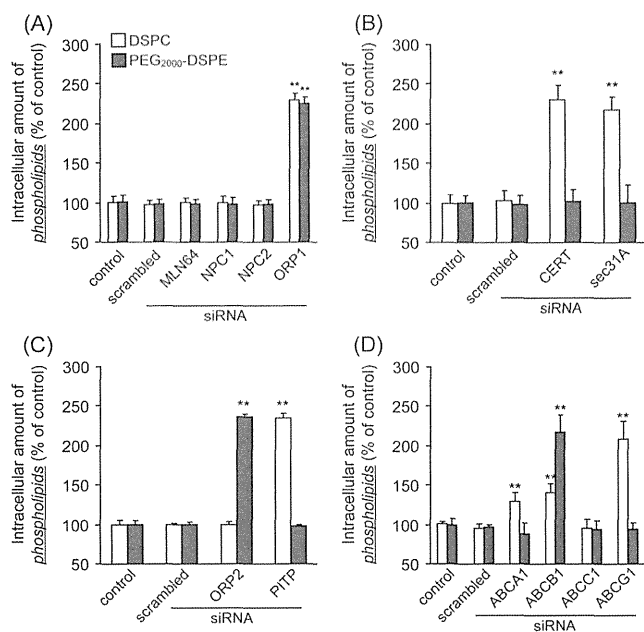 (A)
DSPC
PEG2000-DSPE
Intracellular amount of
phospholipids (% of control)
300
250
200
150
100
50
** **
control
scrambled
MLN64
NPC1
NPC2
ORP1
siRNA
(B)
Intracellular amount of
phospholipids (% of control)
300
250
200
150
100
50
**
**
control
scrambled
CERT
sec31A
siRNA
(C)
Intracellular amount of
phospholipids (% of control)
300
250
200
150
100
50
**
**
control
scrambled
ORP2
PITP
siRNA
(D)
Intracellular amount of
phospholipids (% of control)
300
250
200
150
100
50
**
**
**
**
control
scrambled
ABCA1
ABCB1
ABCC1
ABCG1
siRNA